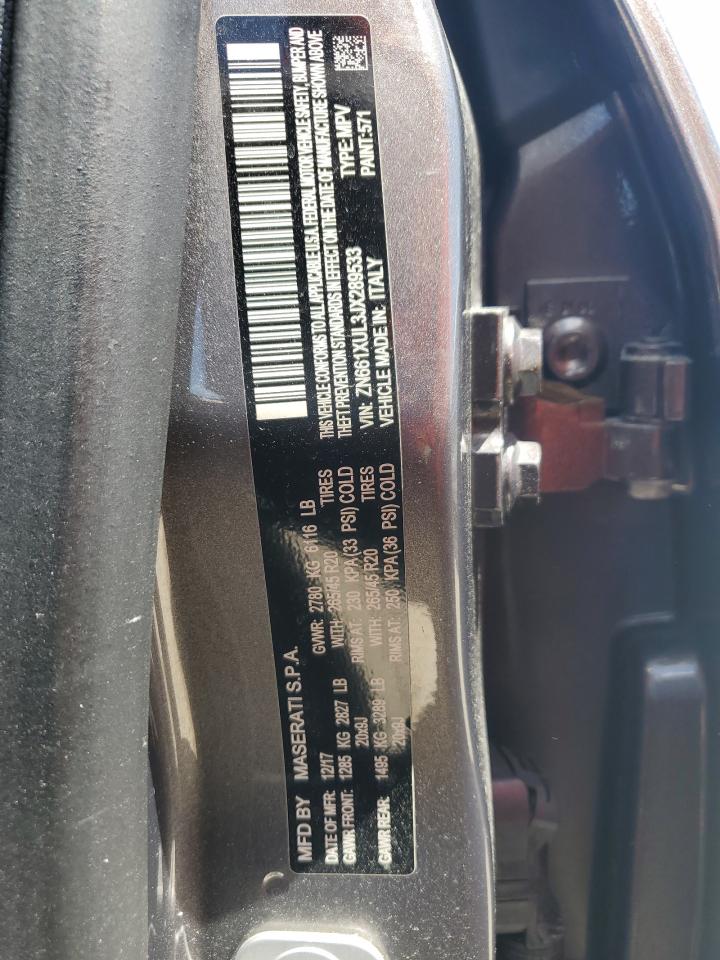 MFD BY MASERATI S.P.A.
DATE OF MFR: 12/17 GVWR: 2780 KG 6116 LB
GAWR FRONT: 1285 KG 2827 LB WITH: 265/45 R20 TIRES
20x9J RIMS AT: 230 KPA (33 PSI) COLD
GAWR REAR: 1495 KG 3289 LB WITH: 265/45 R20 TIRES
20x9J RIMS AT: 250 KPA (36 PSI) COLD
THIS VEHICLE CONFORMS TO ALL APPLICABLE U.S.A. FEDERAL MOTOR VEHICLE SAFETY, BUMPER AND
THEFT PREVENTION STANDARDS IN EFFECT ON THE DATE OF MANUFACTURE SHOWN ABOVE
VIN: ZN661XUL3JX289533 TYPE: MPV
VEHICLE MADE IN: ITALY PAINT: 571